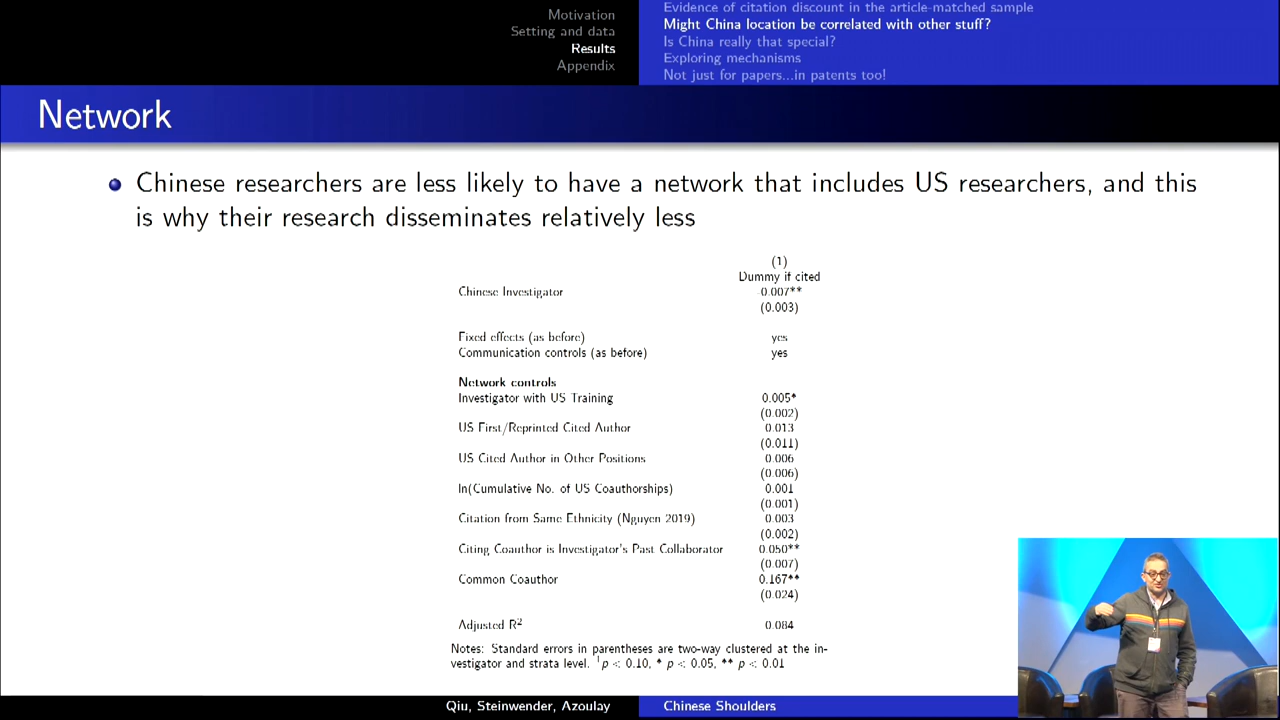 Motivation
Setting and data
Results
Appendix
Evidence of citation discount in the article-matched sample
Might China location be correlated with other stuff?
Is China really that special?
Exploring mechanisms
Not just for papers...in patents too!
Network
Chinese researchers are less likely to have a network that includes US researchers, and this
is why their research disseminates relatively less
(1)
Dummy if cited
Chinese Investigator 0.007**
(0.003)
Fixed effects (as before) yes
Communication controls (as before) yes
Network controls
Investigator with US Training 0.005*
(0.002)
US First/Reprinted Cited Author 0.013
(0.011)
US Cited Author in Other Positions 0.006
(0.006)
ln(Cumulative No. of US Coauthorships) 0.001
(0.001)
Citation from Same Ethnicity (Nguyen 2019) 0.003
(0.002)
Citing Coauthor is Investigator's Past Collaborator 0.050**
(0.007)
Common Coauthor 0.167**
(0.024)
Adjusted R² 0.084
Notes: Standard errors in parentheses are two-way clustered at the in-
vestigator and strata level. †p < 0.10, * p < 0.05, ** p < 0.01
Qiu, Steinwender, Azoulay
Chinese Shoulders